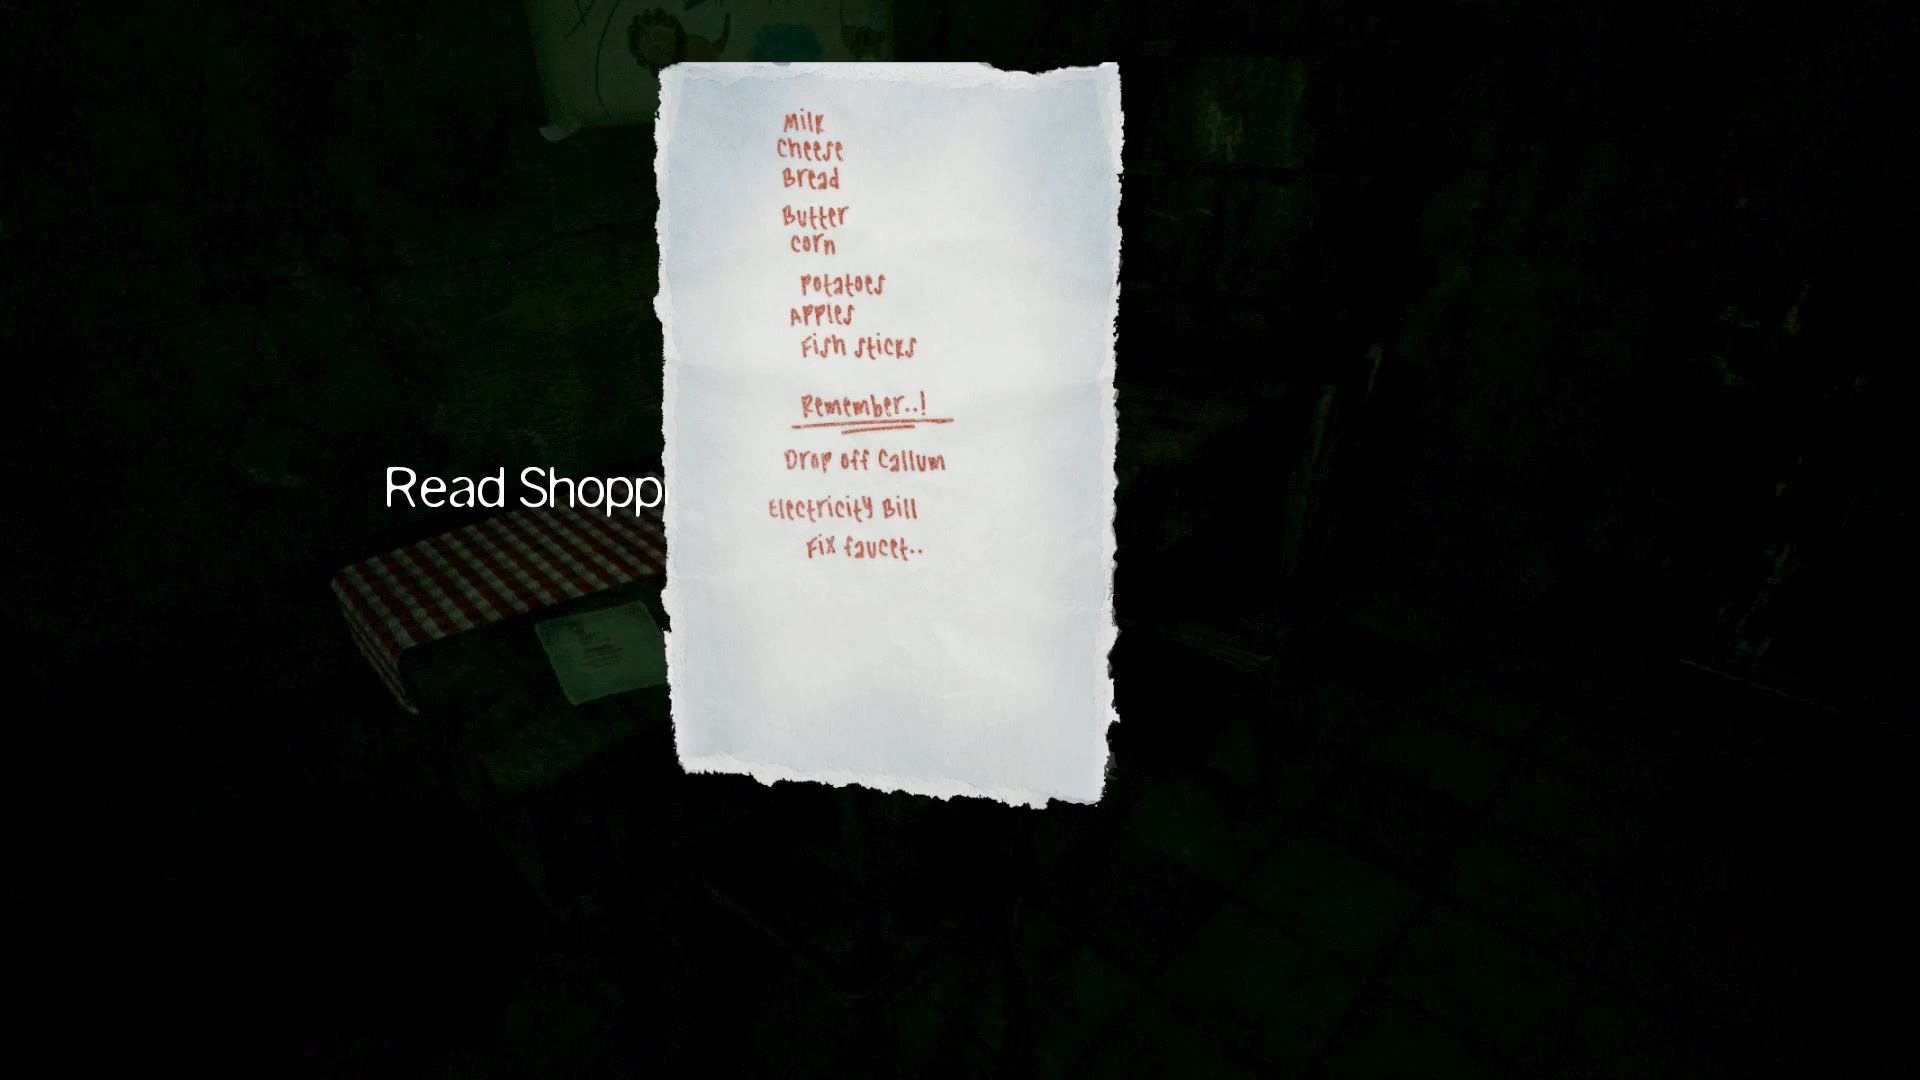 Milk
Cheese
Bread
Butter
corn
Potatoes
Apples
Fish sticks
Remember..!
Drop off Callum
Electricity Bill
Fix faucet..
Read Shopp